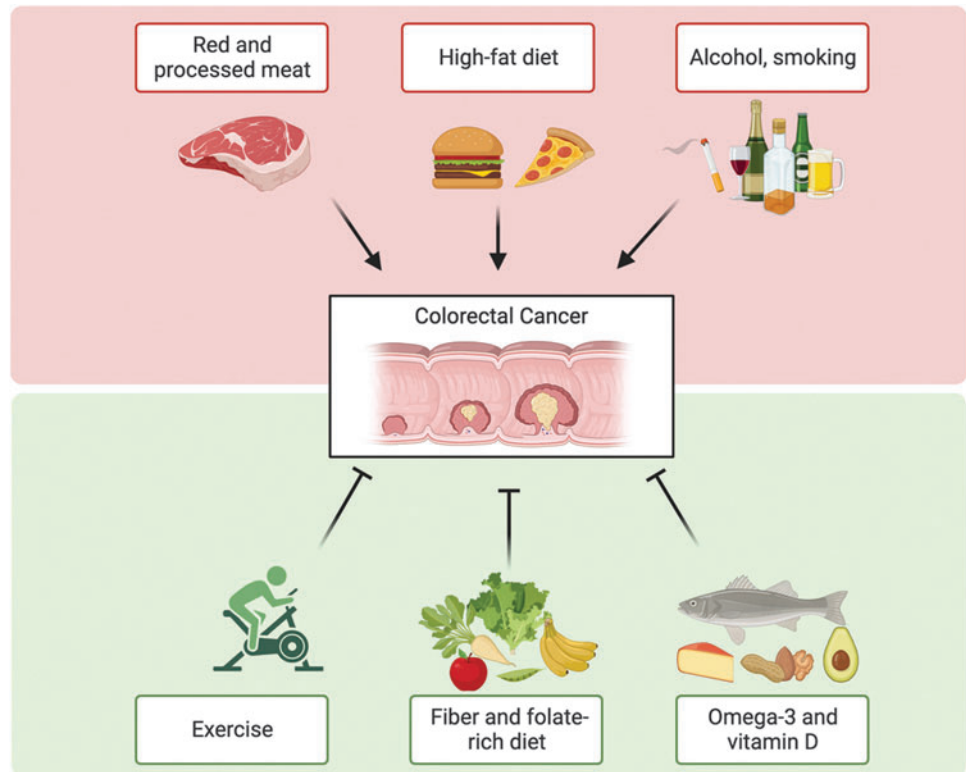 Red and
processed meat
High-fat diet
Alcohol, smoking
Colorectal Cancer
Exercise
Fiber and folate-
rich diet
Omega-3 and
vitamin D